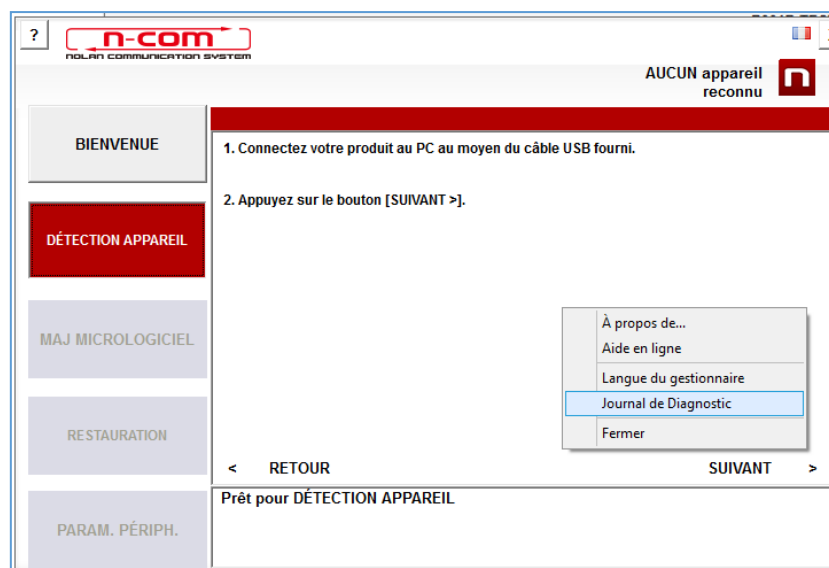 ?
n-com
NOLAN COMMUNICATION SYSTEM
AUCUN appareil
reconnu
n
BIENVENUE
1. Connectez votre produit au PC au moyen du câble USB fourni.
2. Appuyez sur le bouton [SUIVANT >].
DÉTECTION APPAREIL
MAJ MICROLOGICIEL
À propos de...
Aide en ligne
Langue du gestionnaire
Journal de Diagnostic
Fermer
RESTAURATION
< RETOUR
SUIVANT >
Prêt pour DÉTECTION APPAREIL
PARAM. PÉRIPH.